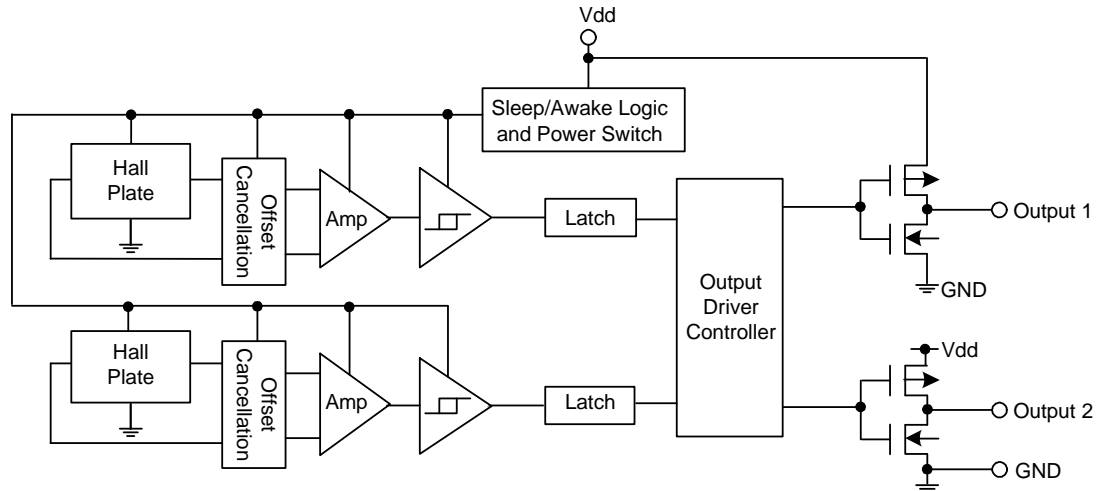 Vdd
Sleep/Awake Logic
and Power Switch
Hall
Plate
Offset
Cancellation
Amp
Latch
Output
Driver
Controller
Output 1
GND
Hall
Plate
Offset
Cancellation
Amp
Latch
Vdd
Output 2
GND